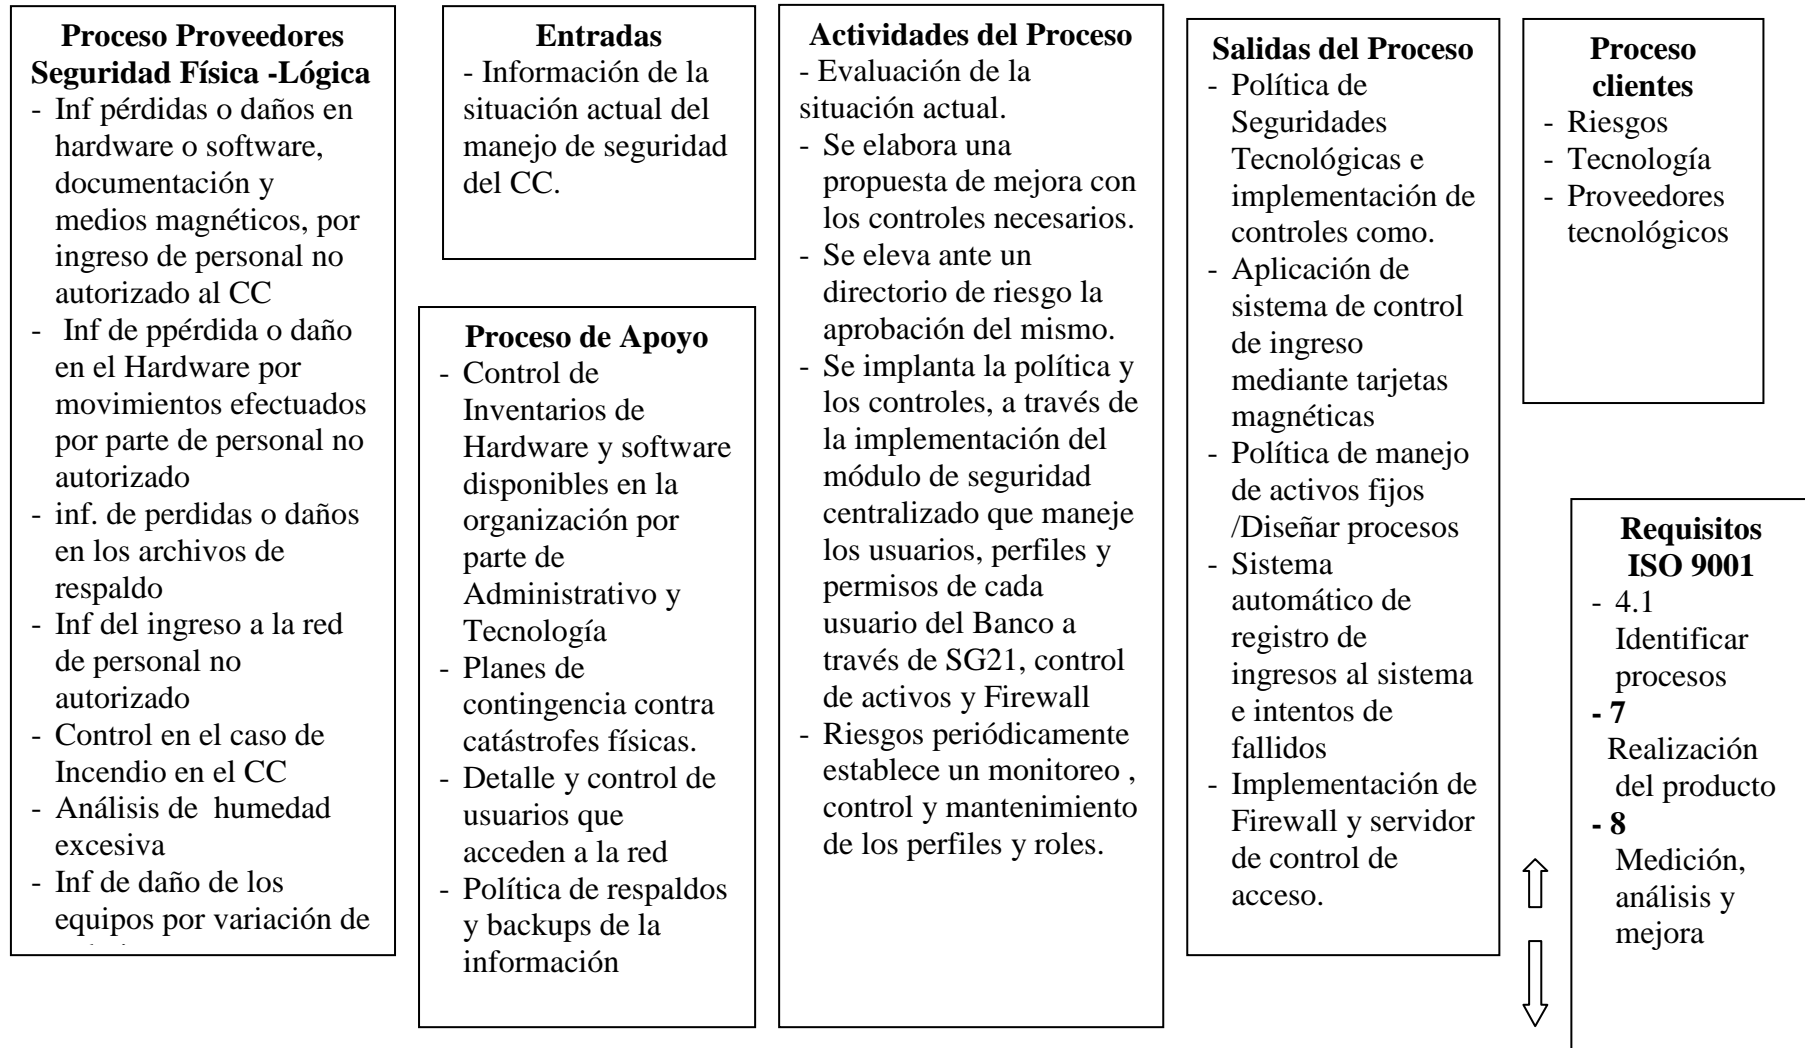 Proceso Proveedores
Seguridad Física -Lógica
- Inf pérdidas o daños en
hardware o software,
documentación y
medios magnéticos, por
ingreso de personal no
autorizado al CC
- Inf de ppérdida o daño
en el Hardware por
movimientos efectuados
por parte de personal no
autorizado
- inf. de perdidas o daños
en los archivos de
respaldo
- Inf del ingreso a la red
de personal no
autorizado
- Control en el caso de
Incendio en el CC
- Análisis de humedad
excesiva
- Inf de daño de los
equipos por variación de
Entradas
- Información de la
situación actual del
manejo de seguridad
del CC.
Proceso de Apoyo
- Control de
Inventarios de
Hardware y software
disponibles en la
organización por
parte de
Administrativo y
Tecnología
- Planes de
contingencia contra
catástrofes físicas.
- Detalle y control de
usuarios que
acceden a la red
- Política de respaldos
y backups de la
información
Actividades del Proceso
- Evaluación de la
situación actual.
- Se elabora una
propuesta de mejora con
los controles necesarios.
- Se eleva ante un
directorio de riesgo la
aprobación del mismo.
- Se implanta la política y
los controles, a través de
la implementación del
módulo de seguridad
centralizado que maneje
los usuarios, perfiles y
permisos de cada
usuario del Banco a
través de SG21, control
de activos y Firewall
- Riesgos periódicamente
establece un monitoreo ,
control y mantenimiento
de los perfiles y roles.
Salidas del Proceso
- Política de
Seguridades
Tecnológicas e
implementación de
controles como.
- Aplicación de
sistema de control
de ingreso
mediante tarjetas
magnéticas
- Política de manejo
de activos fijos
/Diseñar procesos
- Sistema
automático de
registro de
ingresos al sistema
e intentos de
fallidos
- Implementación de
Firewall y servidor
de control de
acceso.
Proceso
clientes
- Riesgos
- Tecnología
- Proveedores
tecnológicos
Requisitos
ISO 9001
- 4.1
Identificar
procesos
- 7
Realización
del producto
- 8
Medición,
análisis y
mejora